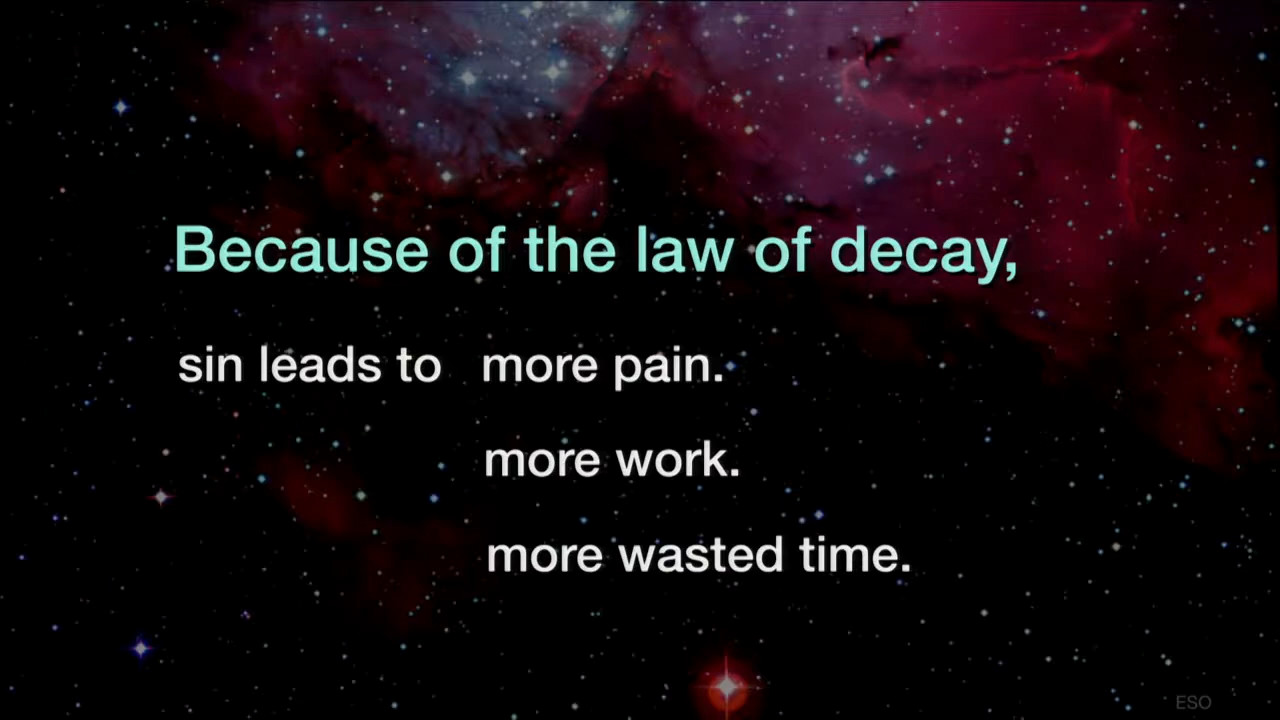 Because of the law of decay,
sin leads to more pain.
more work.
more wasted time.
ESO